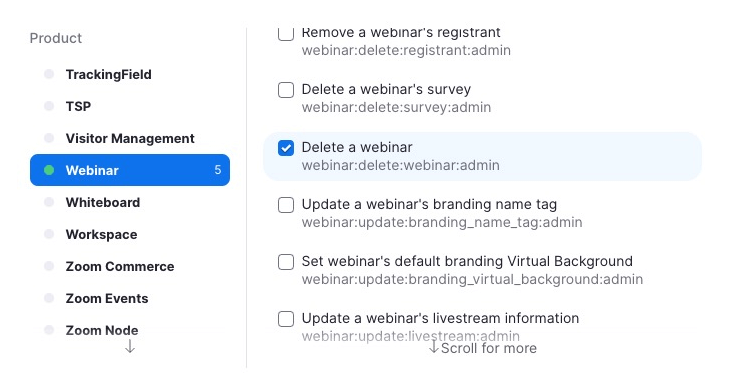 Product
TrackingField
TSP
Visitor Management
Webinar 5
Whiteboard
Workspace
Zoom Commerce
Zoom Events
Zoom Node
Remove a webinar's registrant
webinar:delete:registrant:admin
Delete a webinar's survey
webinar:delete:survey:admin
Delete a webinar
webinar:delete:webinar:admin
Update a webinar's branding name tag
webinar:update:branding_name_tag:admin
Set webinar's default branding Virtual Background
webinar:update:branding_virtual_background:admin
Update a webinar's livestream information
webinar:update:livestream:admin
Scroll for more